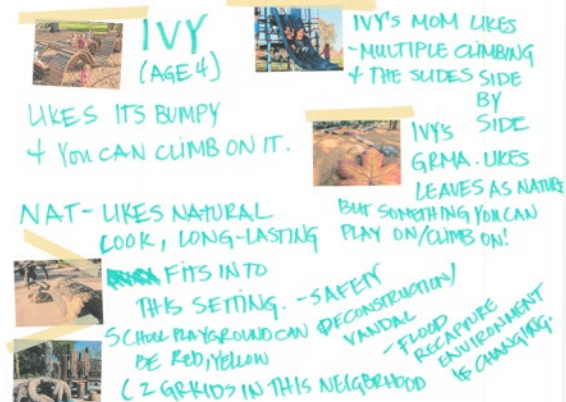 IVY
(AGE 4)
LIKES ITS BUMPY
+ YOU CAN CLIMB ON IT.
IVY'S MOM LIKES
- MULTIPLE CLIMBING
+ THE SLIDES SIDE
BY
SIDE
IVY'S
GRMA. LIKES
LEAVES AS NATURE
BUT SOMETHING YOU CAN
PLAY ON/CLIMB ON!
NAT - LIKES NATURAL
LOOK, LONG-LASTING
FITS INTO
THIS SETTING. - SAFETY
DECONSTRUCTION/
VANDAL
SCHOOL PLAYGROUND CAN
BE RED, YELLOW
(2 GRKIDS IN THIS NEIGBRHOOD
- FLOOD
RECAPTURE
ENVIRONMENT
IS CHANGING.